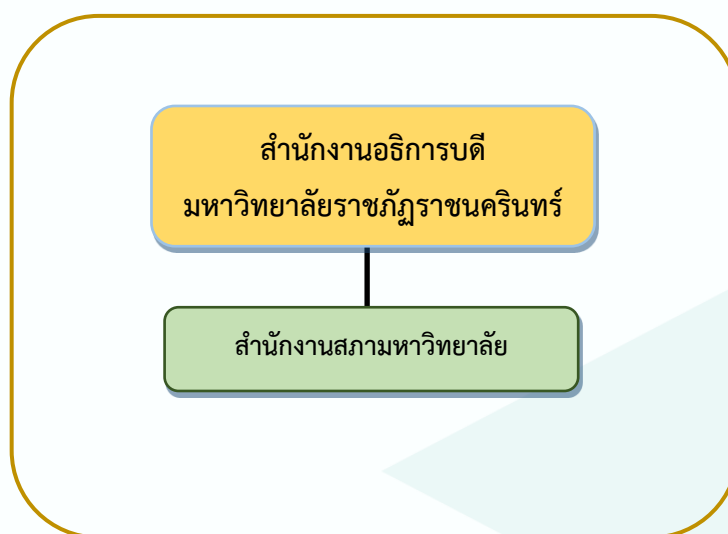 สำนักงานอธิการบดี
มหาวิทยาลัยราชภัฏราชนครินทร์
สำนักงานสภามหาวิทยาลัย